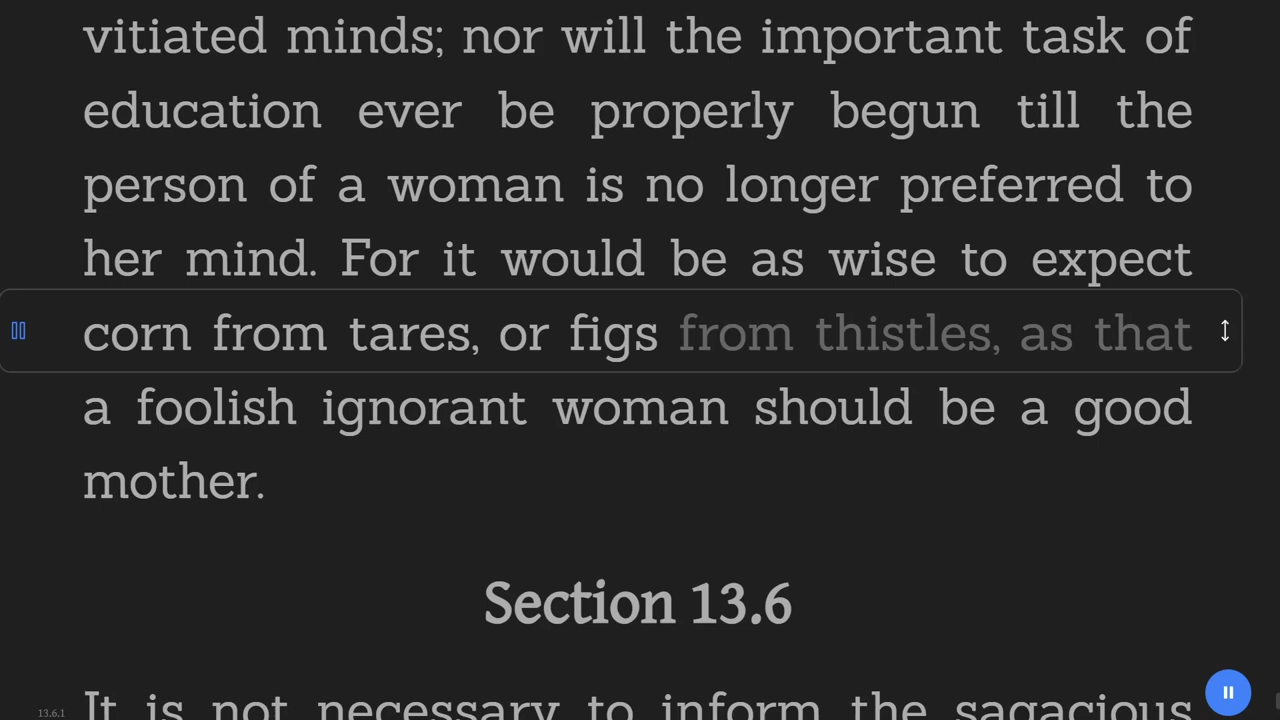 vitiated minds; nor will the important task of
education ever be properly begun till the
person of a woman is no longer preferred to
her mind. For it would be as wise to expect
corn from tares, or figs from thistles, as that
a foolish ignorant woman should be a good
mother.
Section 13.6
13.6.1 It is not necessary to inform the sagacious